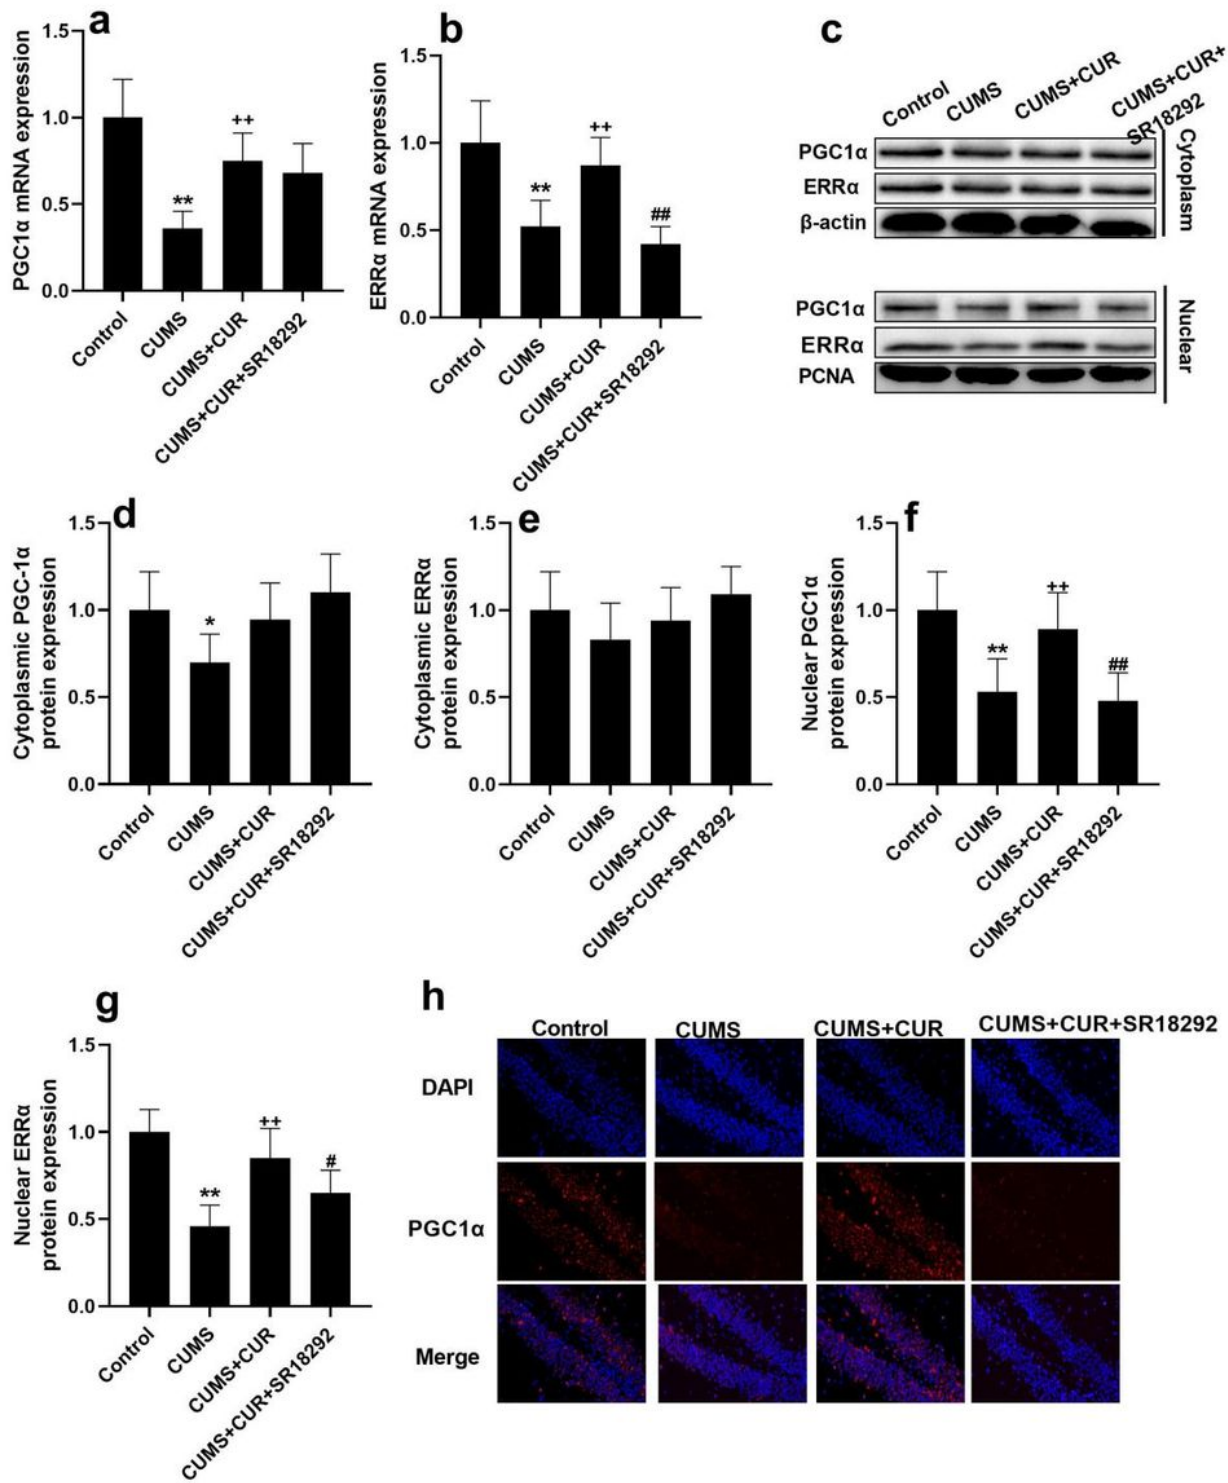 a
PGC1α mRNA expression
1.5
1.0
0.5
0.0
**
++
Control
CUMS
CUMS+CUR
CUMS+CUR+SR18292
b
ERRα mRNA expression
1.5
1.0
0.5
0.0
**
++
##
Control
CUMS
CUMS+CUR
CUMS+CUR+SR18292
c
Control
CUMS
CUMS+CUR
CUMS+CUR+
SR18292
PGC1α
ERRα
β-actin
Cytoplasm
PGC1α
ERRα
PCNA
Nuclear
d
Cytoplasmic PGC-1α
protein expression
1.5
1.0
0.5
0.0
*
Control
CUMS
CUMS+CUR
CUMS+CUR+SR18292
e
Cytoplasmic ERRα
protein expression
1.5
1.0
0.5
0.0
Control
CUMS
CUMS+CUR
CUMS+CUR+SR18292
f
Nuclear PGC1α
protein expression
1.5
1.0
0.5
0.0
**
++
##
Control
CUMS
CUMS+CUR
CUMS+CUR+SR18292
g
Nuclear ERRα
protein expression
1.5
1.0
0.5
0.0
**
++
#
Control
CUMS
CUMS+CUR
CUMS+CUR+SR18292
h
Control
CUMS
CUMS+CUR
CUMS+CUR+SR18292
DAPI
PGC1α
Merge